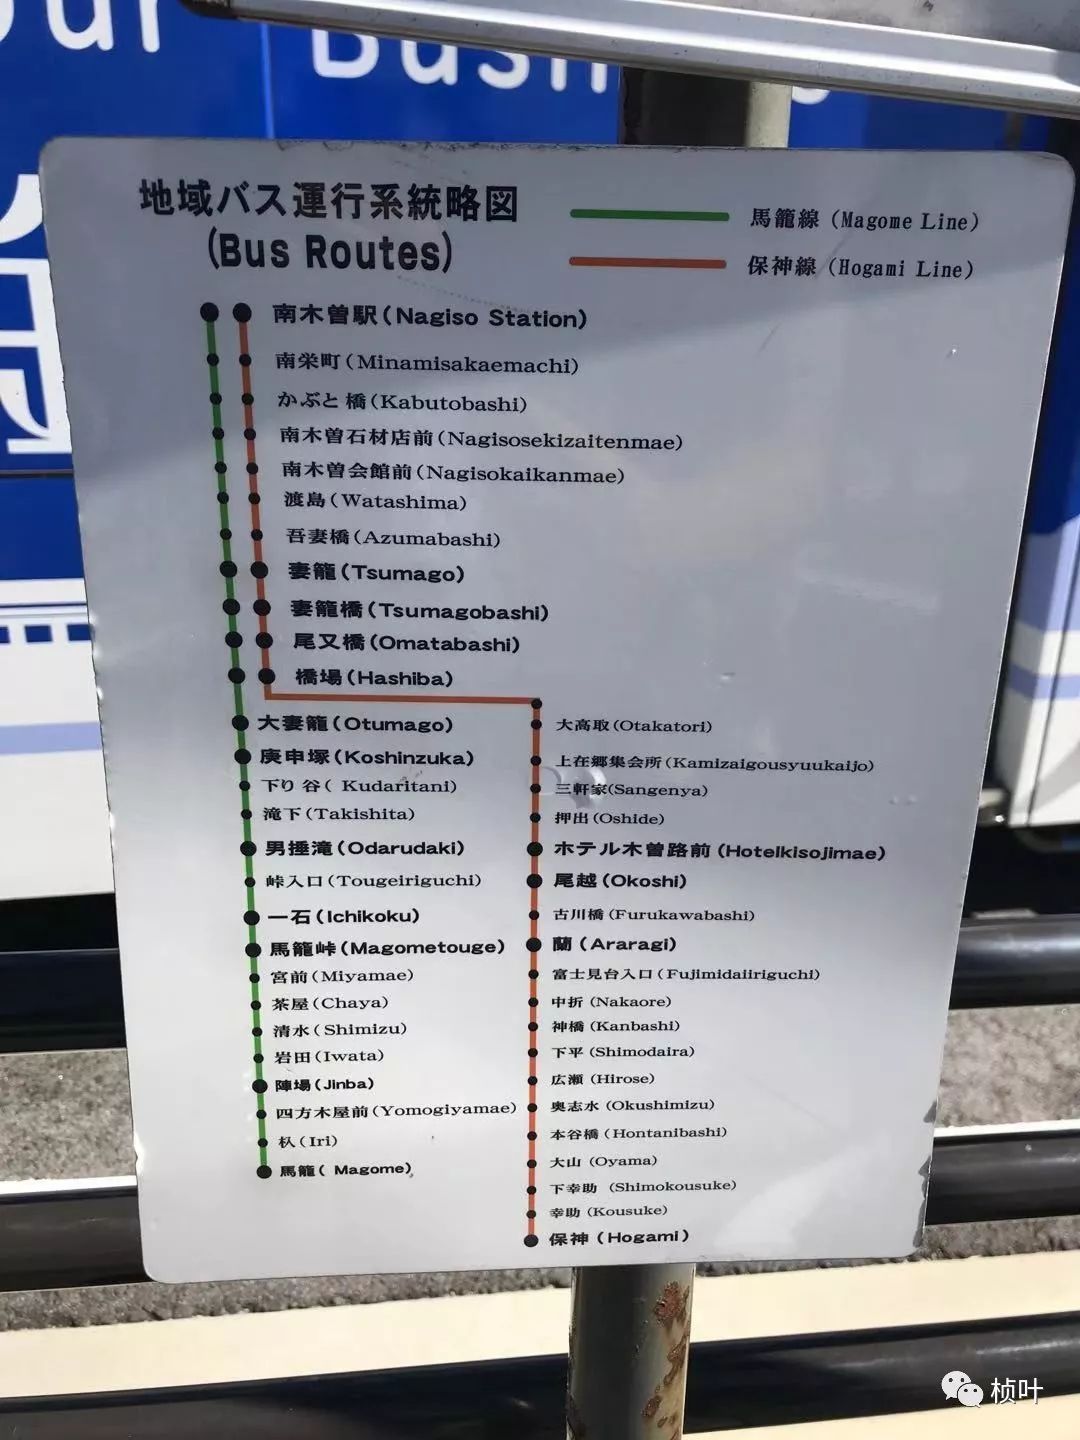 our Bush
地域バス運行系統略図
(Bus Routes)
馬籠線 (Magome Line)
保神線 (Hogami Line)
南木曽駅(Nagiso Station)
南栄町(Minamisakaemachi)
かぶと橋(Kabutobashi)
南木曽石材店前(Nagisosekizaitenmae)
南木曽会館前(Nagisokaikanmae)
渡島(Watashima)
吾妻橋(Azumabashi)
妻籠(Tsumago)
妻籠橋(Tsumagobashi)
尾又橋(Omatabashi)
橋場(Hashiba)
大妻籠(Otumago)
庚申塚(Koshinzuka)
下り谷( Kudaritani)
滝下(Takishita)
男捶滝(Odarudaki)
峠入口(Tougeiriguchi)
一石(Ichikoku)
馬籠峠(Magometouge)
宮前(Miyamae)
茶屋(Chaya)
清水(Shimizu)
岩田(Iwata)
陣場(Jinba)
四方木屋前(Yomogiyamae)
杁(Iri)
馬籠( Magome)
大高取(Otakatori)
上在郷集会所(Kamizaigousyuukaijo)
三軒家(Sangenya)
押出(Oshide)
ホテル木曽路前(Hotelkisojimae)
尾越(Okoshi)
古川橋(Furukawabashi)
蘭(Araragi)
富士見台入口(Fujimidaiiriguchi)
中折 (Nakaore)
神橋 (Kanbashi)
下平 (Shimodaira)
広瀬 (Hirose)
奥志水 (Okushimizu)
本谷橋 (Hontanibashi)
大山 (Oyama)
下幸助 (Shimokousuke)
幸助 (Kousuke)
保神 (Hogami)
桢叶